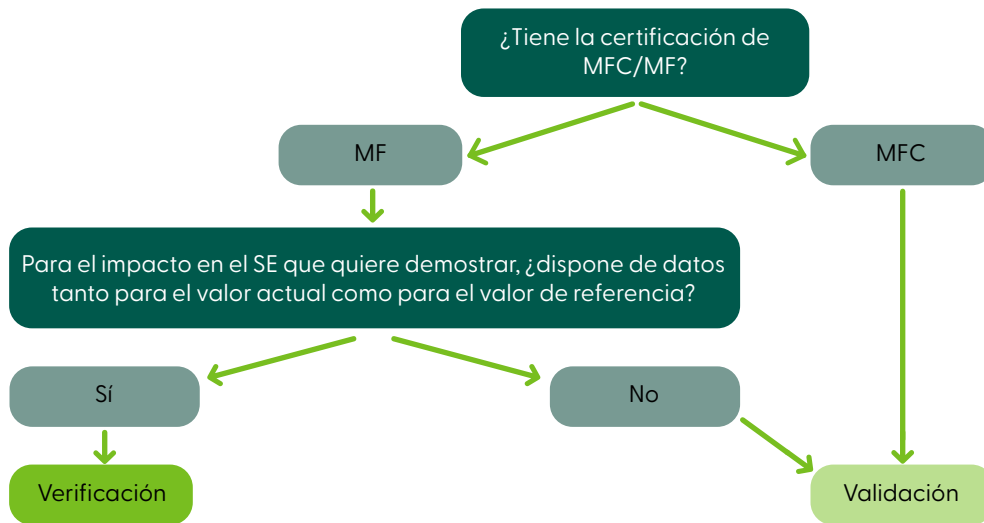 ¿Tiene la certificación de
MFC/MF?
MF
MFC
Para el impacto en el SE que quiere demostrar, ¿dispone de datos
tanto para el valor actual como para el valor de referencia?
Sí
No
Verificación
Validación